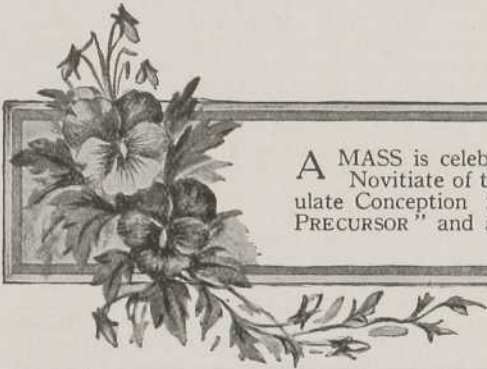 A MASS is celeb
Novitiate of t
ulate Conception
PRECURSOR" and a